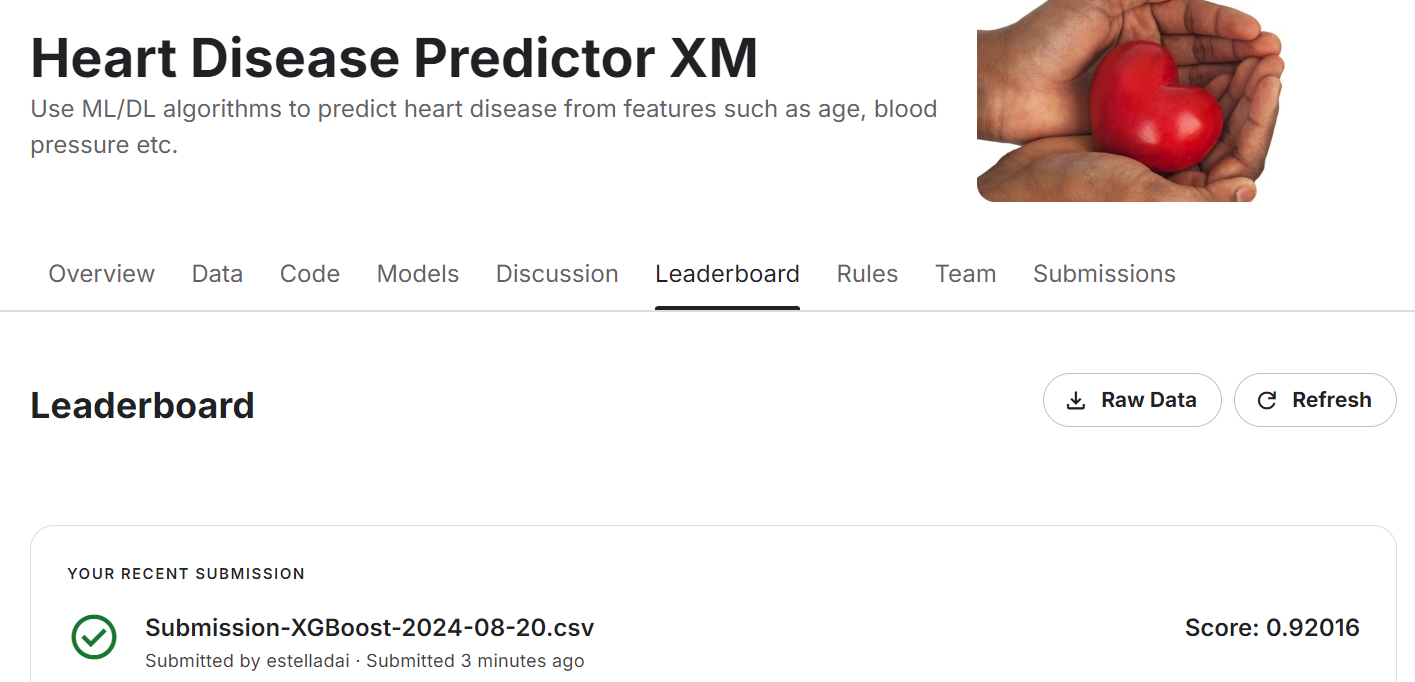 Heart Disease Predictor XM
Use ML/DL algorithms to predict heart disease from features such as age, blood
pressure etc.
Overview Data Code Models Discussion Leaderboard Rules Team Submissions
Leaderboard
Raw Data Refresh
YOUR RECENT SUBMISSION
Submission-XGBoost-2024-08-20.csv Score: 0.92016
Submitted by estelladai · Submitted 3 minutes ago